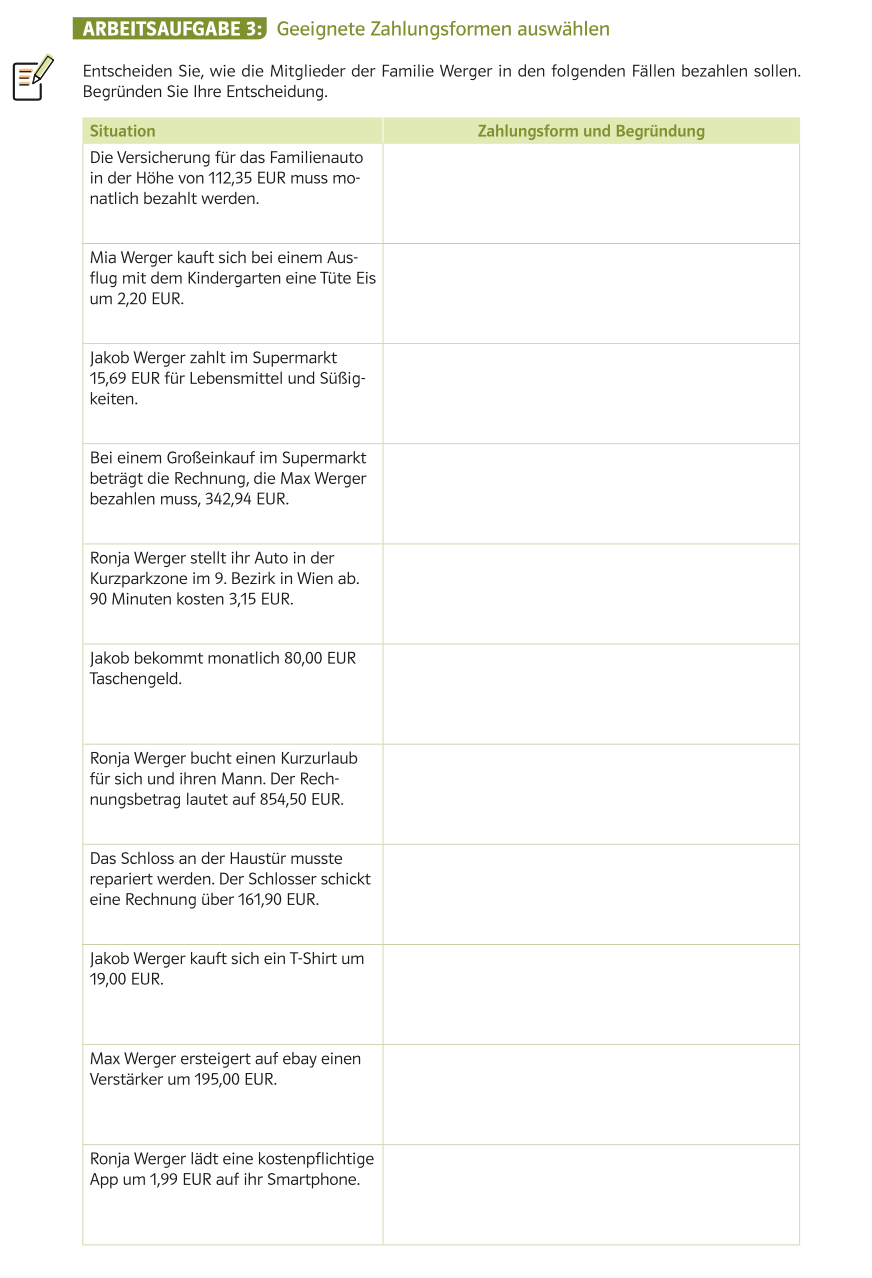 ARBEITSAUFGABE 3: Geeignete Zahlungsformen auswählen
Entscheiden Sie, wie die Mitglieder der Familie Werger in den folgenden Fällen bezahlen sollen.
Begründen Sie Ihre Entscheidung.
Situation
Zahlungsform und Begründung
Die Versicherung für das Familienauto
in der Höhe von 112,35 EUR muss mo-
natlich bezahlt werden.
Mia Werger kauft sich bei einem Aus-
flug mit dem Kindergarten eine Tüte Eis
um 2,20 EUR.
Jakob Werger zahlt im Supermarkt
15,69 EUR für Lebensmittel und Süßig-
keiten.
Bei einem Großeinkauf im Supermarkt
beträgt die Rechnung, die Max Werger
bezahlen muss, 342,94 EUR.
Ronja Werger stellt ihr Auto in der
Kurzparkzone im 9. Bezirk in Wien ab.
90 Minuten kosten 3,15 EUR.
Jakob bekommt monatlich 80,00 EUR
Taschengeld.
Ronja Werger bucht einen Kurzurlaub
für sich und ihren Mann. Der Rech-
nungsbetrag lautet auf 854,50 EUR.
Das Schloss an der Haustür musste
repariert werden. Der Schlosser schickt
eine Rechnung über 161,90 EUR.
Jakob Werger kauft sich ein T-Shirt um
19,00 EUR.
Max Werger ersteigert auf ebay einen
Verstärker um 195,00 EUR.
Ronja Werger lädt eine kostenpflichtige
App um 1,99 EUR auf ihr Smartphone.